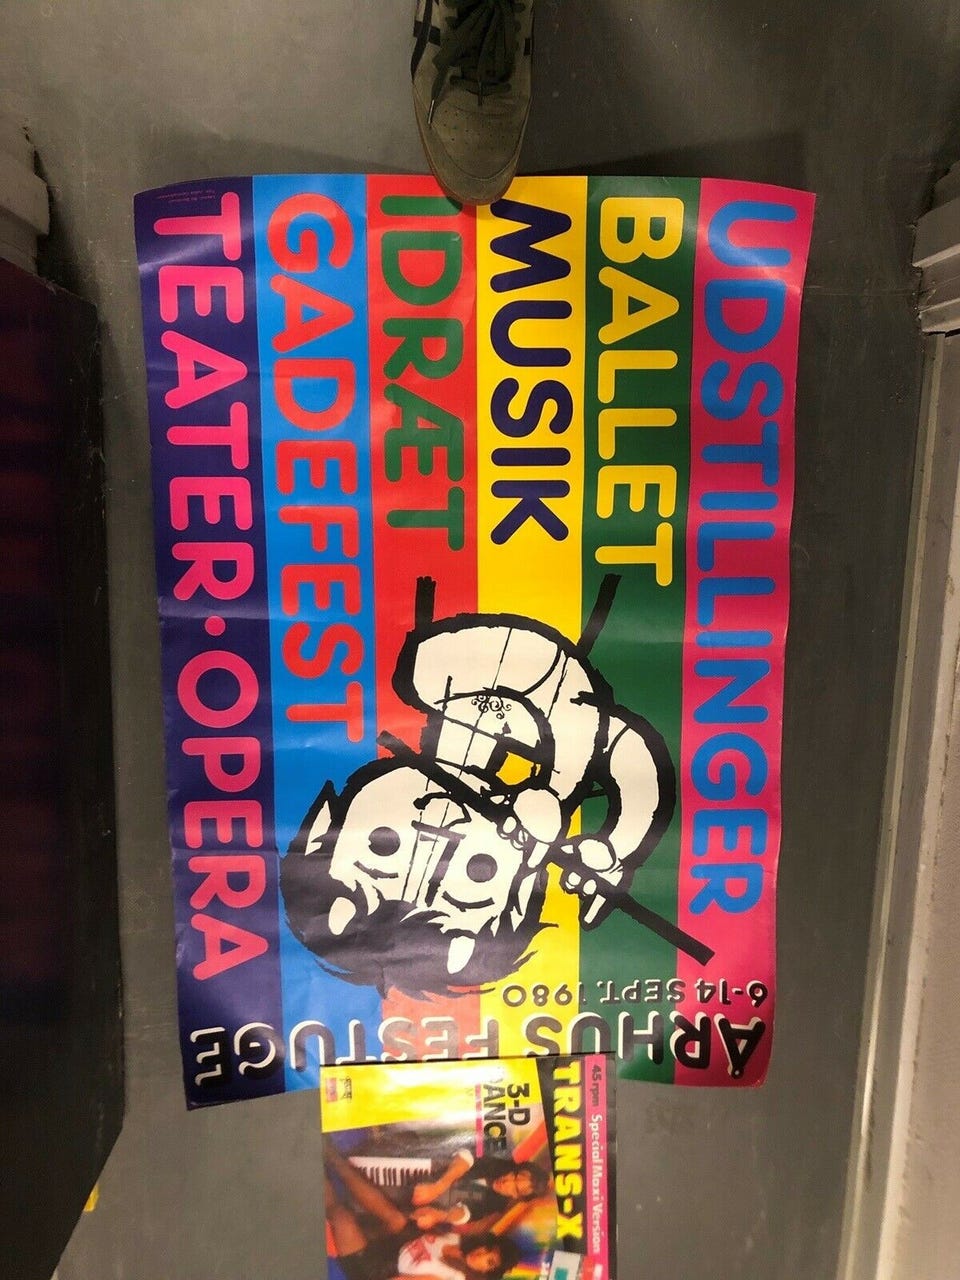 ÅRHUS FESTUGE
6-14 SEPT. 1980
UDSTILLINGER
BALLET
MUSIK
IDRÆT
GADEFEST
TEATER·OPERA
45 rpm Special Maxi Version
TRANS-X
3-D
DANCE